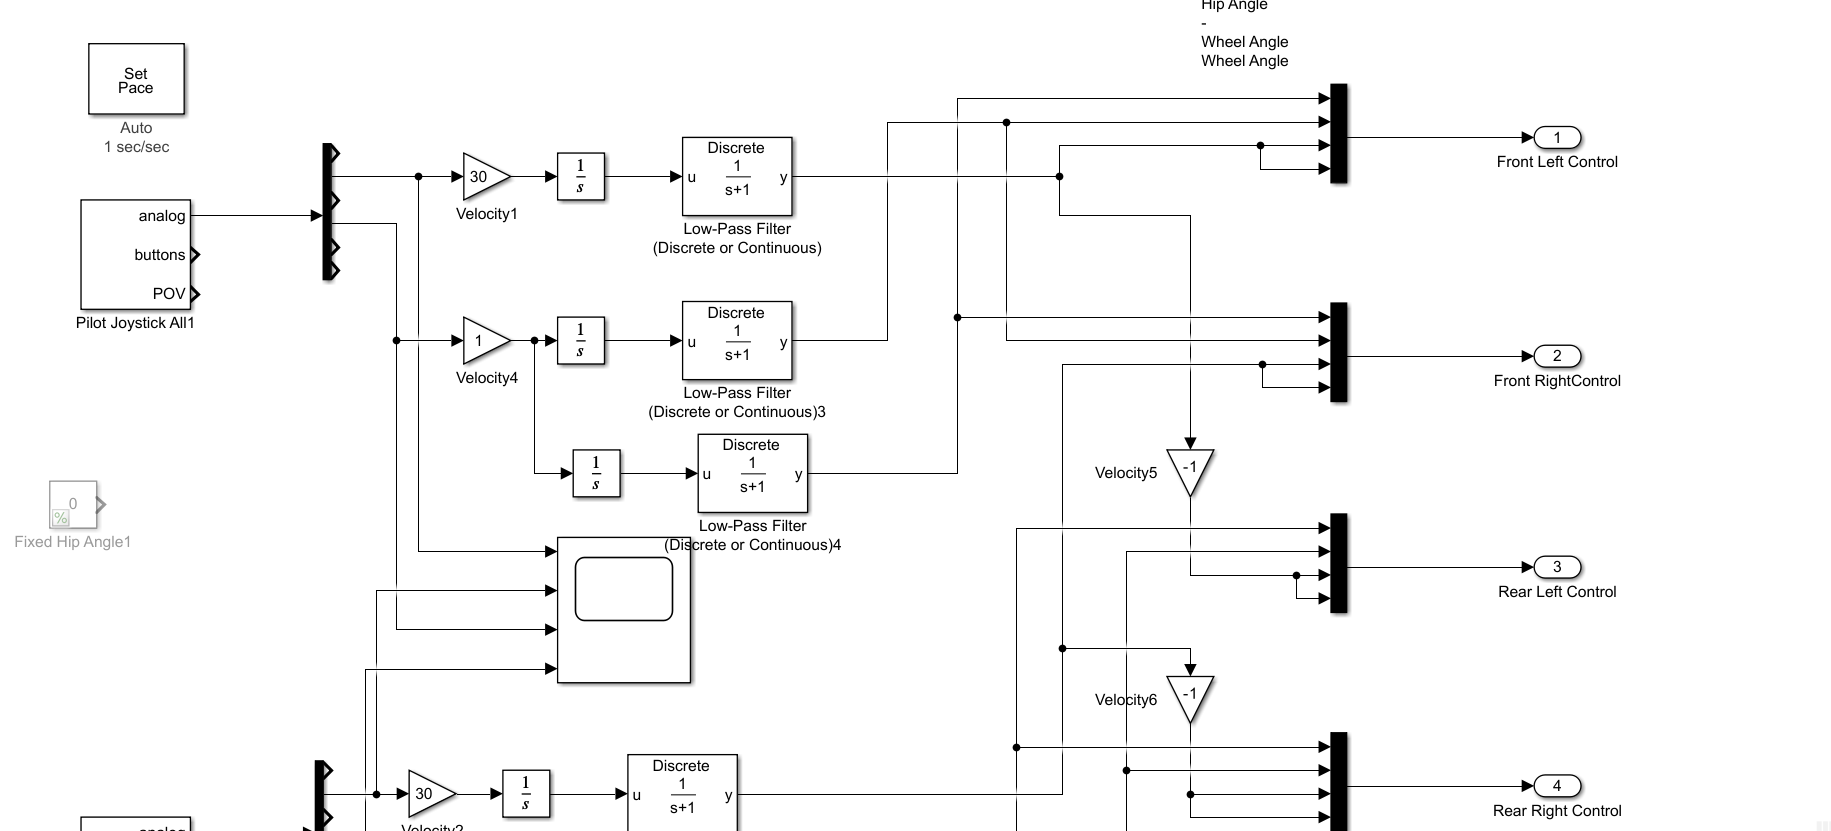 Hip Angle
-
Wheel Angle
Wheel Angle
Set
Pace
Auto
1 sec/sec
analog
buttons
POV
Pilot Joystick All1
30
Velocity1
1
s
Discrete
u
1
s+1
y
Low-Pass Filter
(Discrete or Continuous)
1
Front Left Control
1
Velocity4
1
s
Discrete
u
1
s+1
y
Low-Pass Filter
(Discrete or Continuous)3
2
Front RightControl
1
s
Discrete
u
1
s+1
y
Low-Pass Filter
(Discrete or Continuous)4
Velocity5
-1
0
%
Fixed Hip Angle1
3
Rear Left Control
Velocity6
-1
30
Velocity2
1
s
Discrete
u
1
s+1
y
4
Rear Right Control
analog